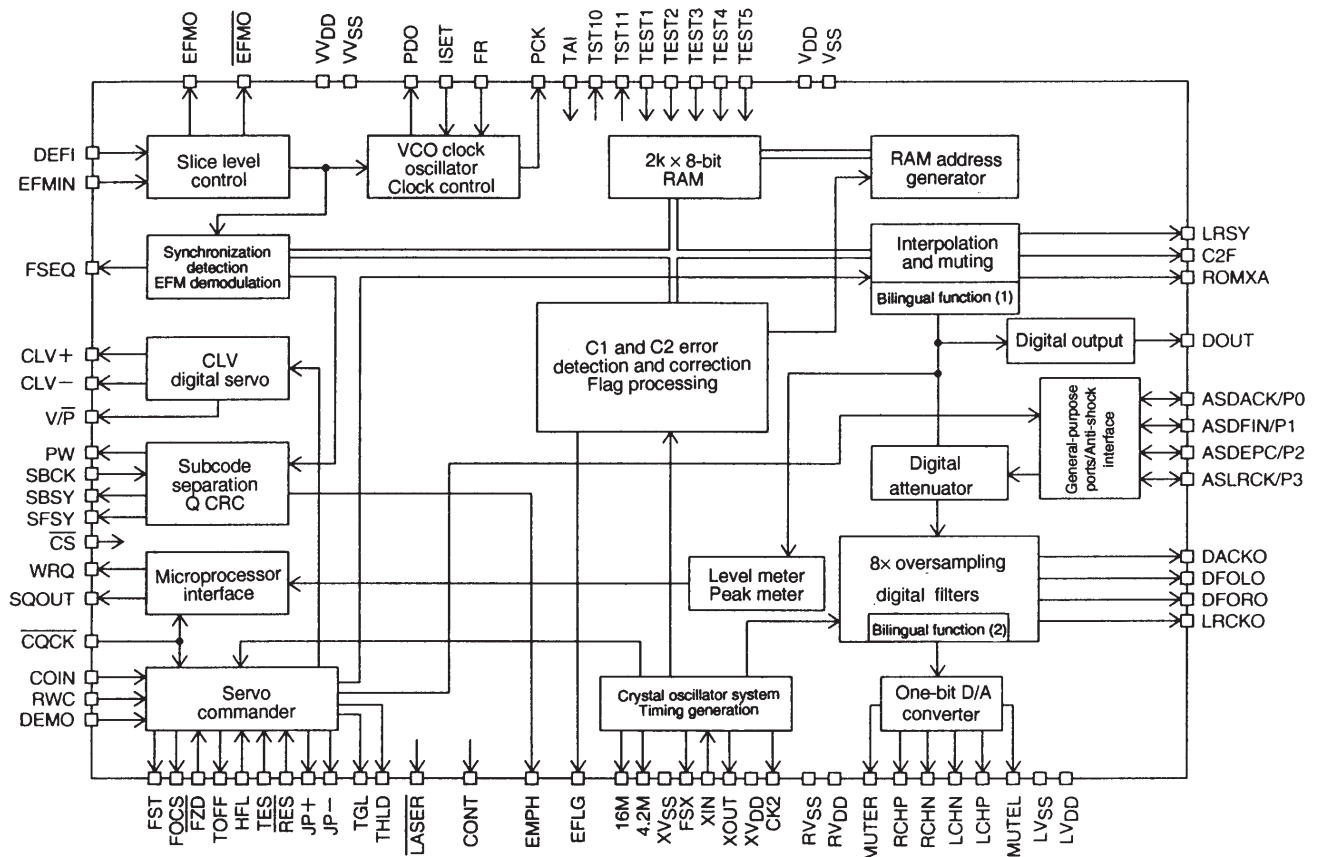 EFMO
E̅F̅M̅O̅
VVDD
VVSS
PDO
ISET
FR
PCK
TAI
TST10
TST11
TEST1
TEST2
TEST3
TEST4
TEST5
VDD
VSS
DEFI
EFMIN
FSEQ
CLV+
CLV−
V/P̅
PW
SBCK
SBSY
SFSY
C̅S̅
WRQ
SQOUT
C̅Q̅C̅K̅
COIN
RWC
DEMO
Slice level
control
VCO clock
oscillator
Clock control
2k × 8-bit
RAM
RAM address
generator
Synchronization
detection
EFM demodulation
Interpolation
and muting
Bilingual function (1)
CLV
digital servo
C1 and C2 error
detection and correction
Flag processing
Digital output
General-purpose
ports/Anti-shock
interface
Subcode
separation
Q CRC
Digital
attenuator
Microprocessor
interface
Level meter
Peak meter
8× oversampling
digital filters
Bilingual function (2)
Servo
commander
Crystal oscillator system
Timing generation
One-bit D/A
converter
LRSY
C2F
ROMXA
DOUT
ASDACK/P0
ASDFIN/P1
ASDEPC/P2
ASLRCK/P3
DACKO
DFOLO
DFORO
LRCKO
FST
FOCS
F̅Z̅D̅
TOFF
HFL
TES
R̅E̅S̅
JP+
JP−
TGL
THLD
L̅A̅S̅E̅R̅
CONT
EMPH
EFLG
16M
4.2M
XVSS
FSX
XIN
XOUT
XVDD
CK2
RVSS
RVDD
MUTER
RCHP
RCHN
LCHN
LCHP
MUTEL
LVSS
LVDD